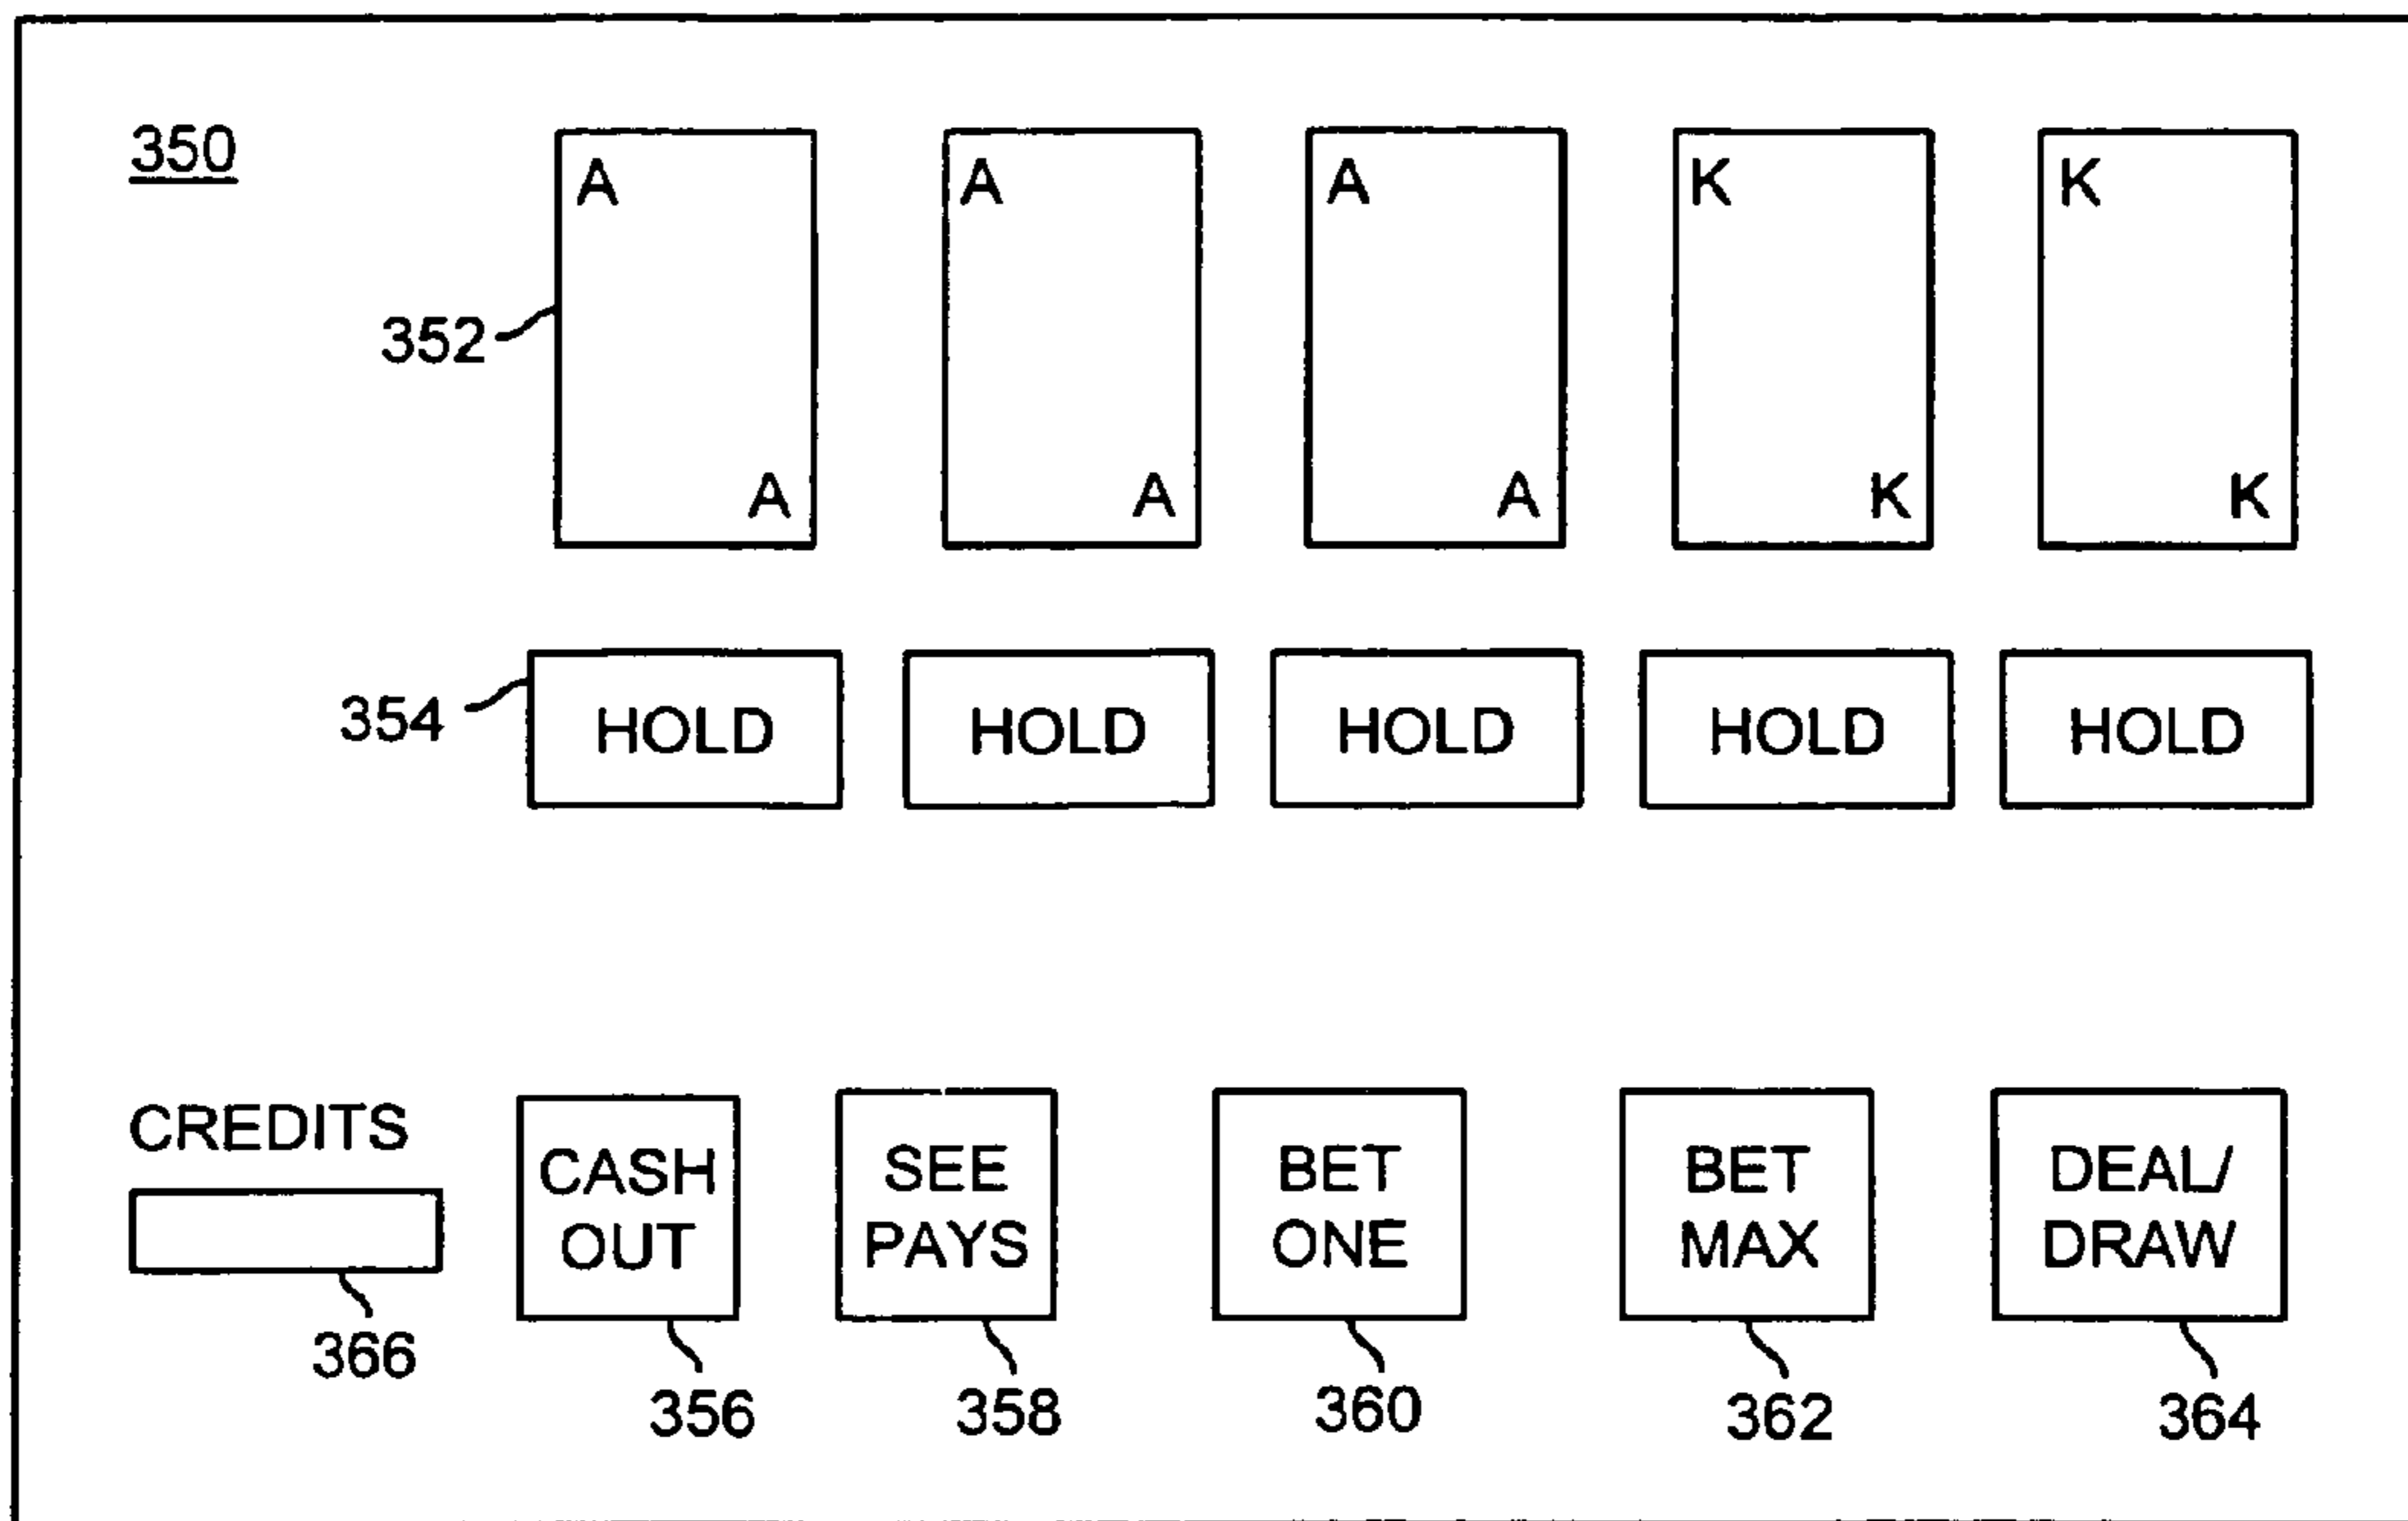 350
A A A K K
352
A A A K K
354
HOLD HOLD HOLD HOLD HOLD
CREDITS
CASH OUT
SEE PAYS
BET ONE
BET MAX
DEAL/ DRAW
366
356 358 360 362 364